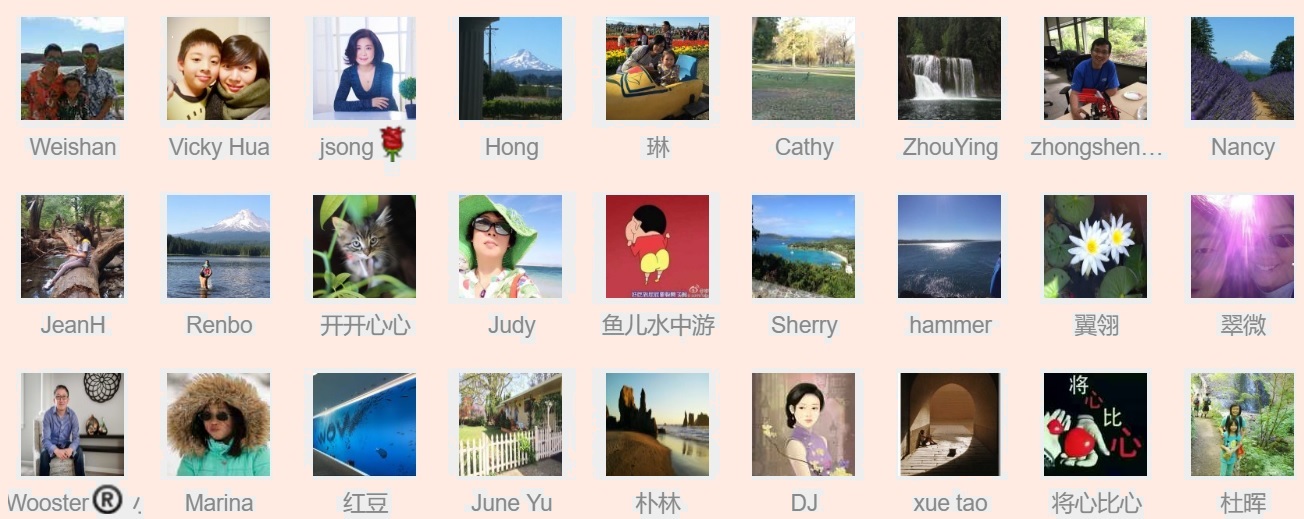 Weishan
Vicky Hua
jsong
Hong
琳
Cathy
ZhouYing
zhongshen…
Nancy
JeanH
Renbo
开开心心
Judy
鱼儿水中游
Sherry
hammer
翼翎
翠微
WOW
将
心
比
心
Wooster® 小
Marina
红豆
June Yu
朴林
DJ
xue tao
将心比心
杜晖